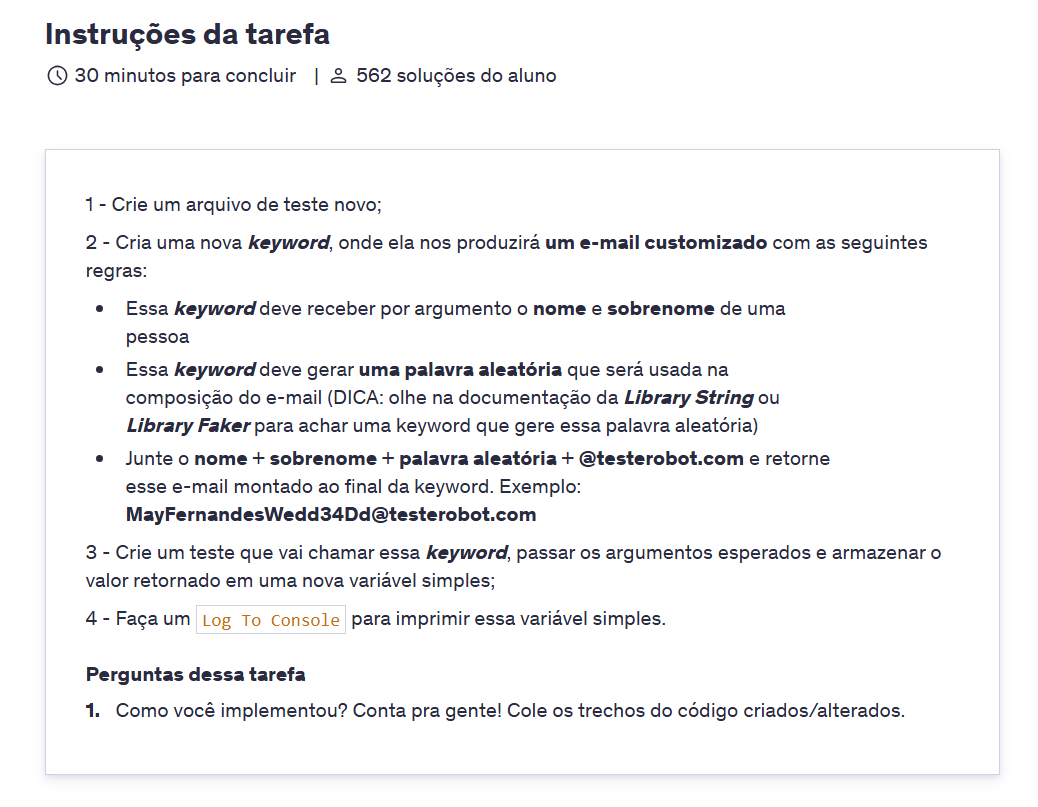 Instruções da tarefa
30 minutos para concluir | 562 soluções do aluno
1 - Crie um arquivo de teste novo;
2 - Cria uma nova keyword, onde ela nos produzirá um e-mail customizado com as seguintes
regras:
• Essa keyword deve receber por argumento o nome e sobrenome de uma
pessoa
• Essa keyword deve gerar uma palavra aleatória que será usada na
composição do e-mail (DICA: olhe na documentação da Library String ou
Library Faker para achar uma keyword que gere essa palavra aleatória)
• Junte o nome + sobrenome + palavra aleatória + @testerobot.com e retorne
esse e-mail montado ao final da keyword. Exemplo:
MayFernandesWedd34Dd@testerobot.com
3 - Crie um teste que vai chamar essa keyword, passar os argumentos esperados e armazenar o
valor retornado em uma nova variável simples;
4 - Faça um Log To Console para imprimir essa variável simples.
Perguntas dessa tarefa
1. Como você implementou? Conta pra gente! Cole os trechos do código criados/alterados.